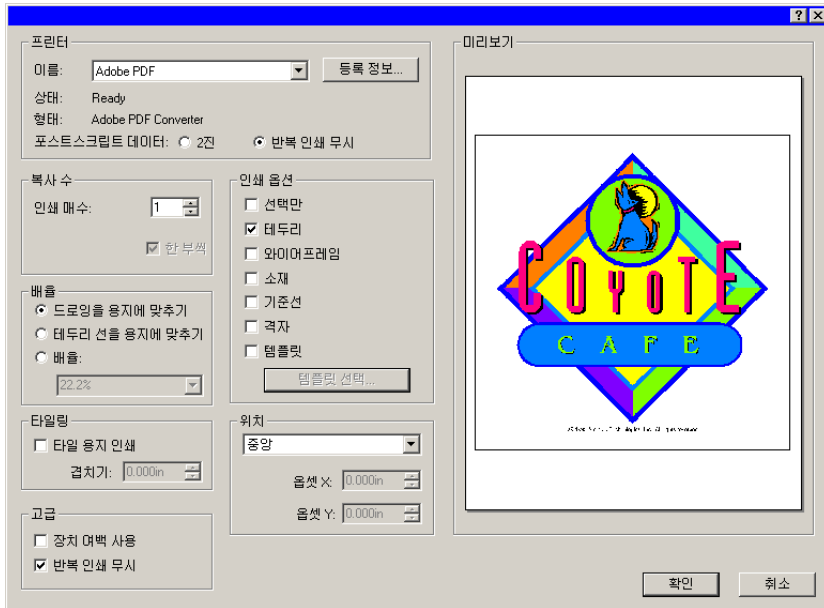 프린터
이름: Adobe PDF 등록 정보...
상태: Ready
형태: Adobe PDF Converter
포스트스크립트 데이터: 2진 반복 인쇄 무시
복사 수
인쇄 매수: 1
한 부씩
배율
드로잉을 용지에 맞추기
테두리 선을 용지에 맞추기
배율:
22.2%
타일링
타일 용지 인쇄
겹치기: 0.000in
고급
장치 여백 사용
반복 인쇄 무시
인쇄 옵션
선택만
테두리
와이어프레임
소재
기준선
격자
템플릿
템플릿 선택...
위치
중앙
옵셋 X: 0.000in
옵셋 Y: 0.000in
미리보기
COYOTE
CAFE
확인 취소